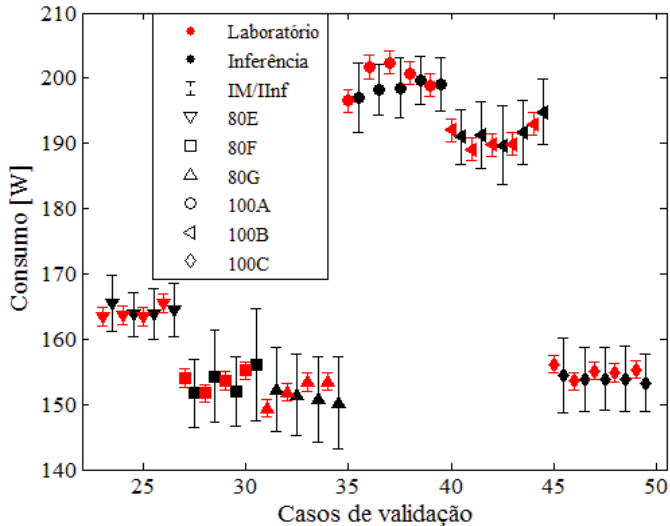 210
200
190
180
170
160
150
140
Consumo [W]
Laboratório
Inferência
IM/IInf
80E
80F
80G
100A
100B
100C
25
30
35
40
45
50
Casos de validação